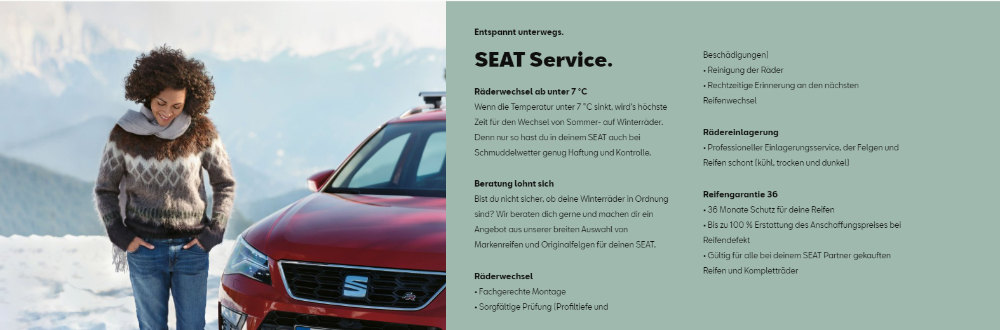 Entspannt unterwegs.
SEAT Service.
Räderwechsel ab unter 7 °C
Wenn die Temperatur unter 7 °C sinkt, wird's höchste
Zeit für den Wechsel von Sommer- auf Winterräder.
Denn nur so hast du in deinem SEAT auch bei
Schmuddelwetter genug Haftung und Kontrolle.
Beratung lohnt sich
Bist du nicht sicher, ob deine Winterräder in Ordnung
sind? Wir beraten dich gerne und machen dir ein
Angebot aus unserer breiten Auswahl von
Markenreifen und Originalfelgen für deinen SEAT.
Räderwechsel
• Fachgerechte Montage
• Sorgfältige Prüfung (Profiltiefe und
Beschädigungen)
• Reinigung der Räder
• Rechtzeitige Erinnerung an den nächsten
Reifenwechsel
Rädereinlagerung
• Professioneller Einlagerungsservice, der Felgen und
Reifen schont (kühl, trocken und dunkel)
Reifengarantie 36
• 36 Monate Schutz für deine Reifen
• Bis zu 100 % Erstattung des Anschaffungspreises bei
Reifendefekt
• Gültig für alle bei deinem SEAT Partner gekauften
Reifen und Kompletträder
FR